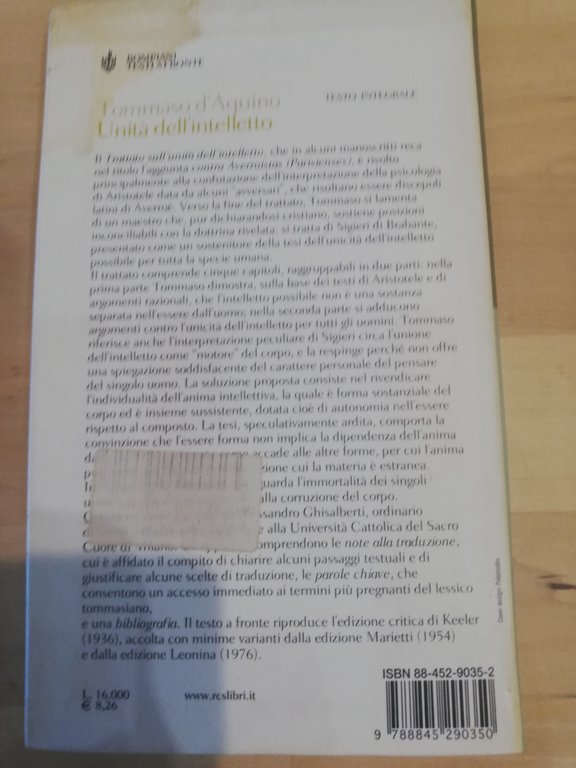 BOMPIANI
TESTI A FRONTE
TESTO INTEGRALE
Tommaso d'Aquino
Unità dell'intelletto
Il Trattato sull'unità dell'intelletto, che in alcuni manoscritti reca
nel titolo l'aggiunta contro Averroistas (Parisienses), è rivolto
principalmente alla confutazione dell'interpretazione della psicologia
di Aristotele data da alcuni "avversari", che risultano essere discepoli
latini di Averroè. Verso la fine del trattato, Tommaso si lamenta
di un maestro che, pur dichiarandosi cristiano, sostiene posizioni
inconciliabili con la dottrina rivelata: si tratta di Sigieri di Brabante,
presentato come un sostenitore della tesi dell'unicità dell'intelletto
possibile per tutta la specie umana.
Il trattato comprende cinque capitoli, raggruppabili in due parti: nella
prima parte Tommaso dimostra, sulla base dei testi di Aristotele e di
argomenti razionali, che l'intelletto possibile non è una sostanza
separata nell'essere dall'uomo; nella seconda parte si adducono
argomenti contro l'unicità dell'intelletto per tutti gli uomini. Tommaso
riferisce anche l'interpretazione peculiare di Sigieri circa l'unione
dell'intelletto come "motore" del corpo, e la respinge perché non offre
una spiegazione soddisfacente del carattere personale del pensare
del singolo uomo. La soluzione proposta consiste nel rivendicare
l'individualità dell'anima intellettiva, la quale è forma sostanziale del
corpo ed è insieme sussistente, dotata cioè di autonomia nell'essere
rispetto al composto. La tesi, speculativamente ardita, comporta la
convinzione che l'essere forma non implica la dipendenza dell'anima
accade alle altre forme, per cui l'anima
cui la materia è estranea.
l'immortalità dei singoli
alla corruzione del corpo.
Ghisalberti, ordinario
alla Università Cattolica del Sacro
Cuore di comprendono le note alla traduzione,
cui è affidato il compito di chiarire alcuni passaggi testuali e di
giustificare alcune scelte di traduzione, le parole chiave, che
consentono un accesso immediato ai termini più pregnanti del lessico
tommasiano,
e una bibliografia. Il testo a fronte riproduce l'edizione critica di Keeler
(1936), accolta con minime varianti dalla edizione Marietti (1954)
e dalla edizione Leonina (1976).
Cover design: Polystudio.
ISBN 88-452-9035-2
L. 16.000
€ 8,26
www.rcslibri.it
9 788845 290350